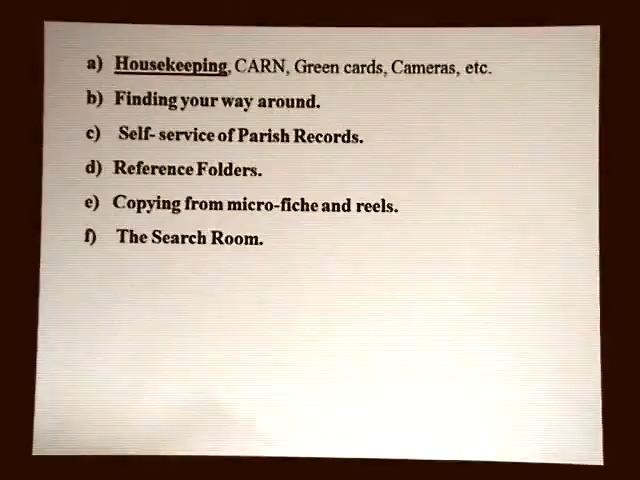 a) Housekeeping, CARN, Green cards, Cameras, etc.
b) Finding your way around.
c) Self- service of Parish Records.
d) Reference Folders.
e) Copying from micro-fiche and reels.
f) The Search Room.